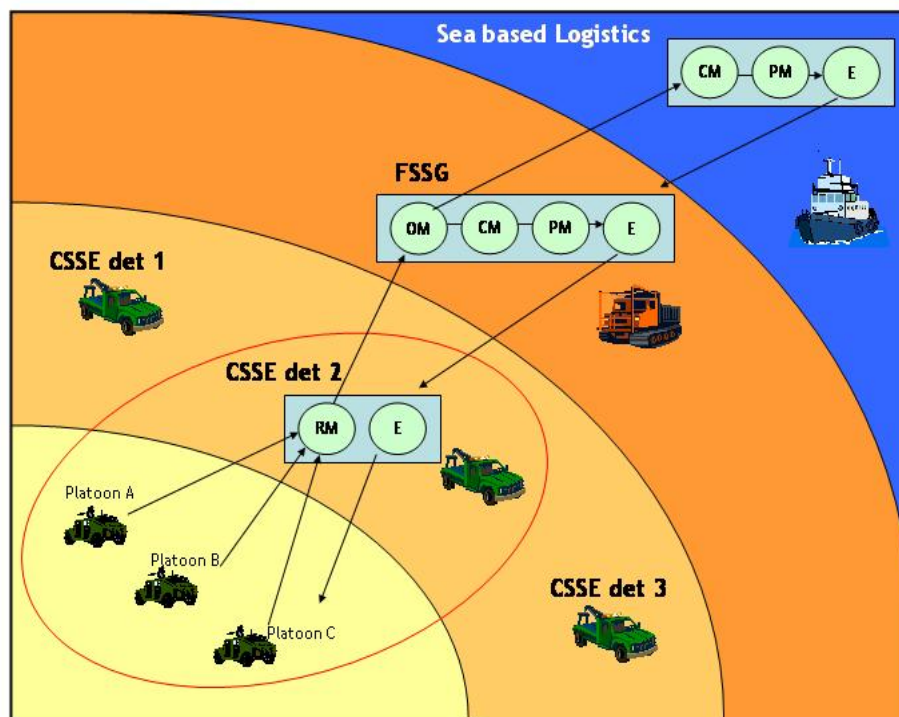 Sea based Logistics
CM PM E
FSSG
OM CM PM E
CSSE det 1
CSSE det 2
RM E
Platoon A
Platoon B
CSSE det 3
Platoon C